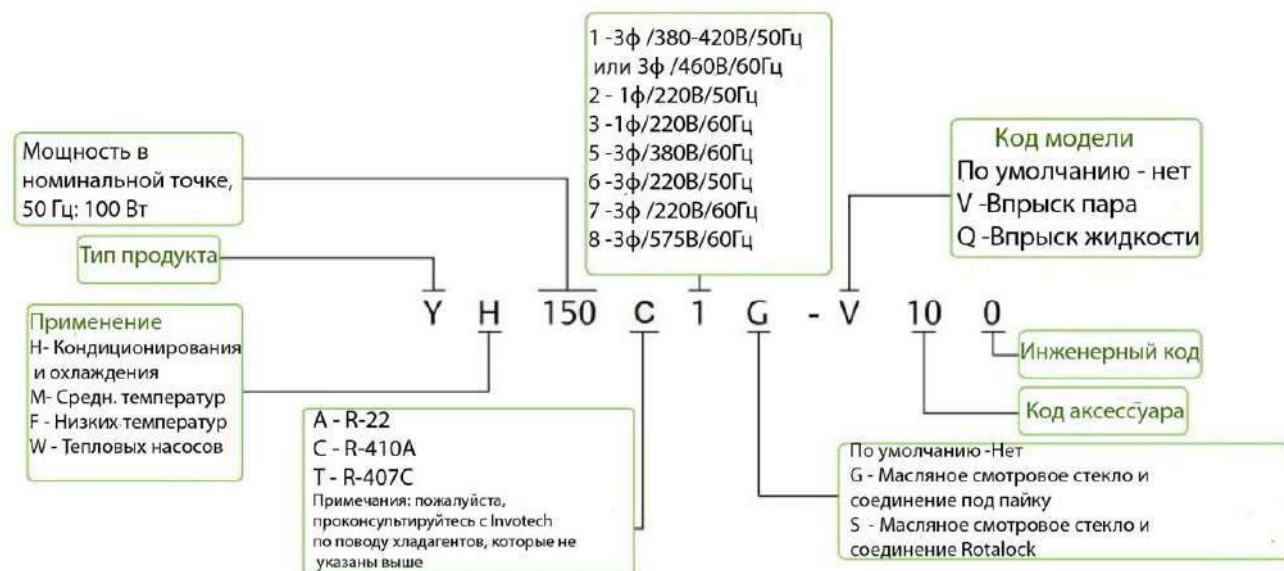 1 -3ф /380-420В/50Гц
или 3ф /460В/60Гц
2 - 1ф/220В/50Гц
3 -1ф/220В/60Гц
5 -3ф/380В/60Гц
6 -3ф/220В/50Гц
7 -3ф /220В/60Гц
8 -3ф/575В/60Гц
Мощность в
номинальной точке,
50 Гц: 100 Вт
Код модели
По умолчанию - нет
V -Впрыск пара
Q -Впрыск жидкости
Тип продукта
Y H 150 C 1 G - V 10 0
Применение
H- Кондиционирования
и охлаждения
M- Средн. температур
F - Низких температур
W - Тепловых насосов
Инженерный код
Код аксессуара
A - R-22
C - R-410A
T - R-407C
Примечания: пожалуйста,
проконсультируйтесь с Invotech
по поводу хладагентов, которые не
указаны выше
По умолчанию -Нет
G - Масляное смотровое стекло и
соединение под пайку
S - Масляное смотровое стекло и
соединение Rotalock